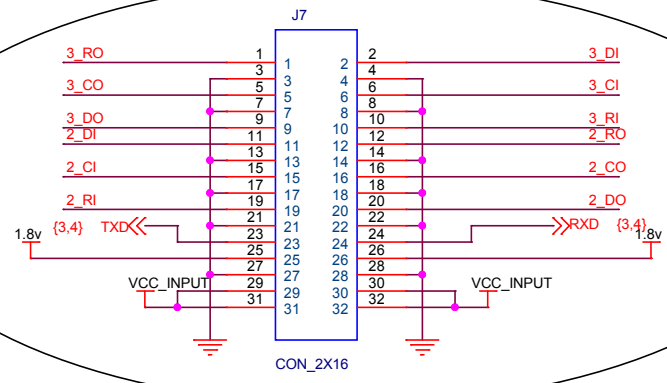 J7
3_RO 1 1 2 2 3_DI
3 3 4 4
3_CO 5 5 6 6 3_CI
7 7 8 8
3_DO 9 9 10 10 3_RI
2_DI 11 11 12 12 2_RO
13 13 14 14
2_CI 15 15 16 16 2_CO
17 17 18 18
2_RI 19 19 20 20 2_DO
{3,4} TXD 21 21 22 22 RXD {3,4}
1.8v 23 23 24 24 1.8v
25 25 26 26
27 27 28 28
VCC_INPUT 29 29 30 30 VCC_INPUT
31 31 32 32
CON_2X16